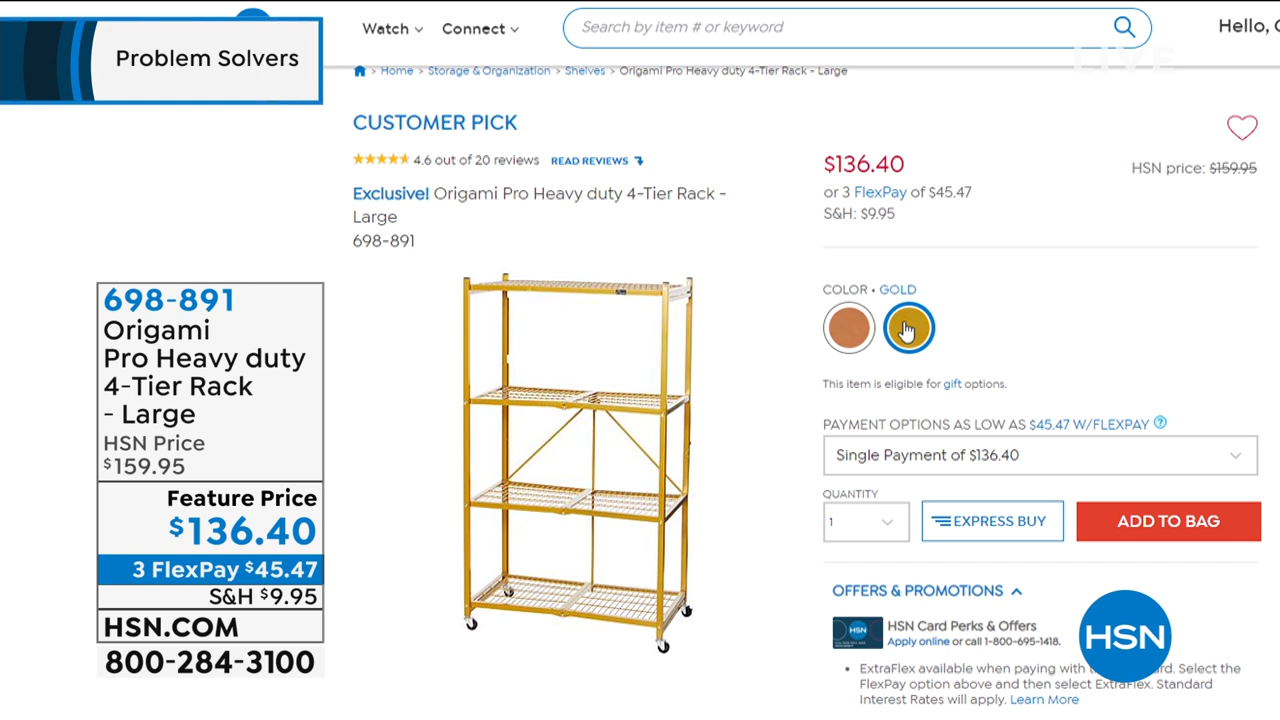 Problem Solvers
Watch
Connect
Search by item # or keyword
Hello,
LIVE
> Home > Storage & Organization > Shelves > Origami Pro Heavy duty 4-Tier Rack - Large
CUSTOMER PICK
4.6 out of 20 reviews READ REVIEWS
Exclusive! Origami Pro Heavy duty 4-Tier Rack -
Large
698-891
$136.40
HSN price: $159.95
or 3 FlexPay of $45.47
S&H: $9.95
COLOR • GOLD
This item is eligible for gift options.
PAYMENT OPTIONS AS LOW AS $45.47 W/FLEXPAY ?
Single Payment of $136.40
QUANTITY
1
EXPRESS BUY
ADD TO BAG
OFFERS & PROMOTIONS
HSN
HSN Card Perks & Offers
Apply online or call 1-800-695-1418.
• ExtraFlex available when paying with rd. Select the
FlexPay option above and then select ExtraFlex. Standard
Interest Rates will apply. Learn More
HSN
698-891
Origami
Pro Heavy duty
4-Tier Rack
- Large
HSN Price
$159.95
Feature Price
$136.40
3 FlexPay $45.47
S&H $9.95
HSN.COM
800-284-3100